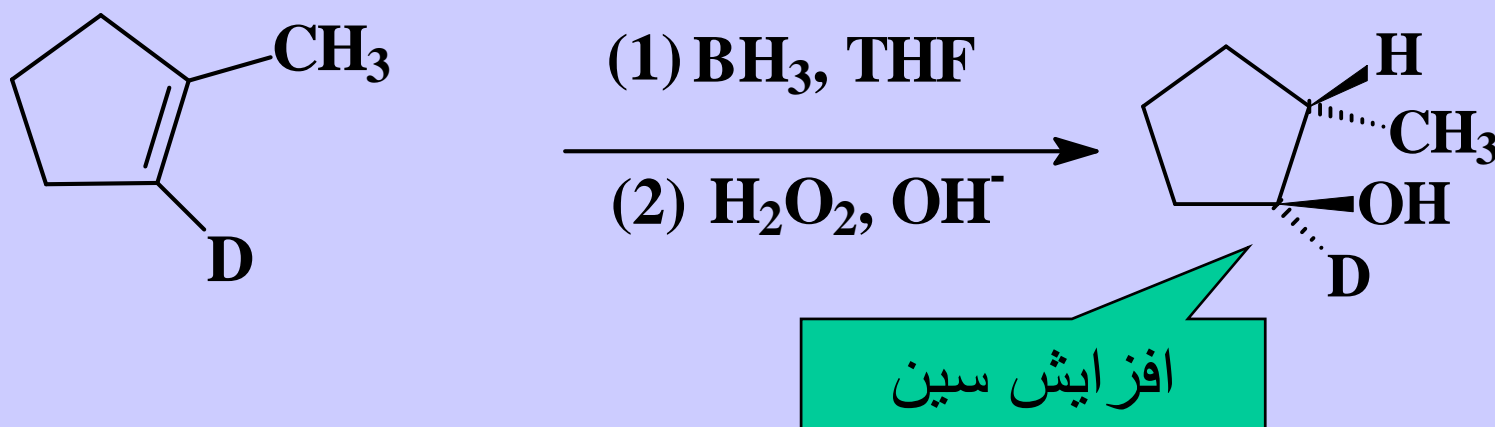 CH₃
D
(1) BH₃, THF
(2) H₂O₂, OH⁻
H
CH₃
OH
D
افزایش سین